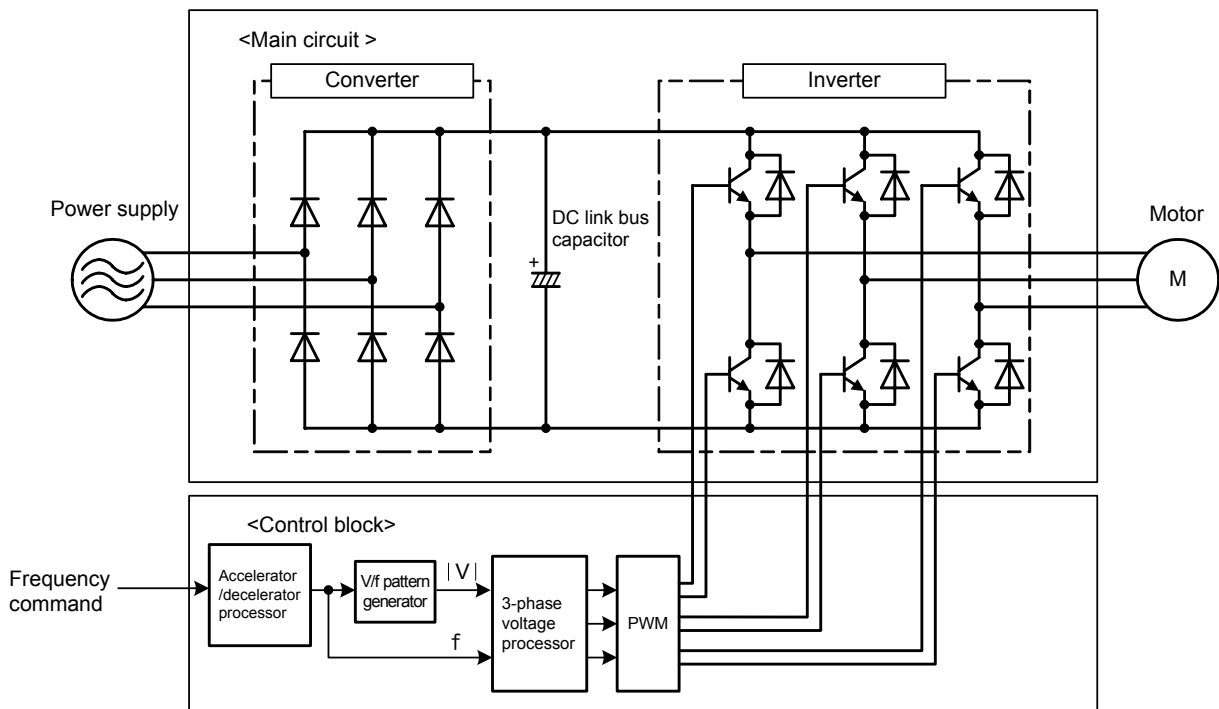 <Main circuit >
Converter
Inverter
Power supply
DC link bus
capacitor
+
Motor
M
<Control block>
Frequency
command
Accelerator
/decelerator
processor
V/f pattern
generator
|V|
f
3-phase
voltage
processor
PWM